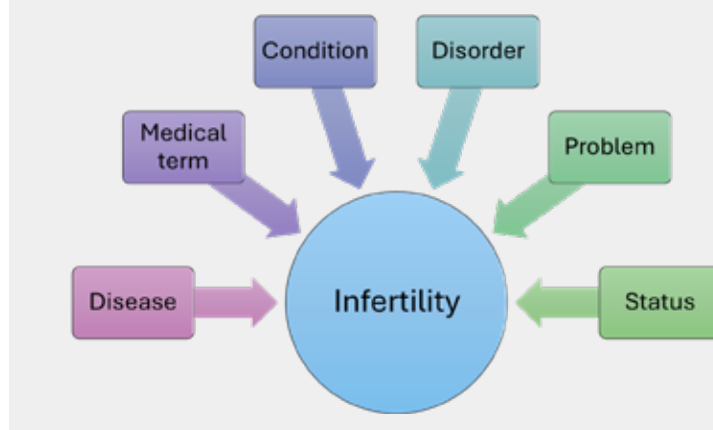 Condition
Disorder
Medical
term
Problem
Disease
Infertility
Status